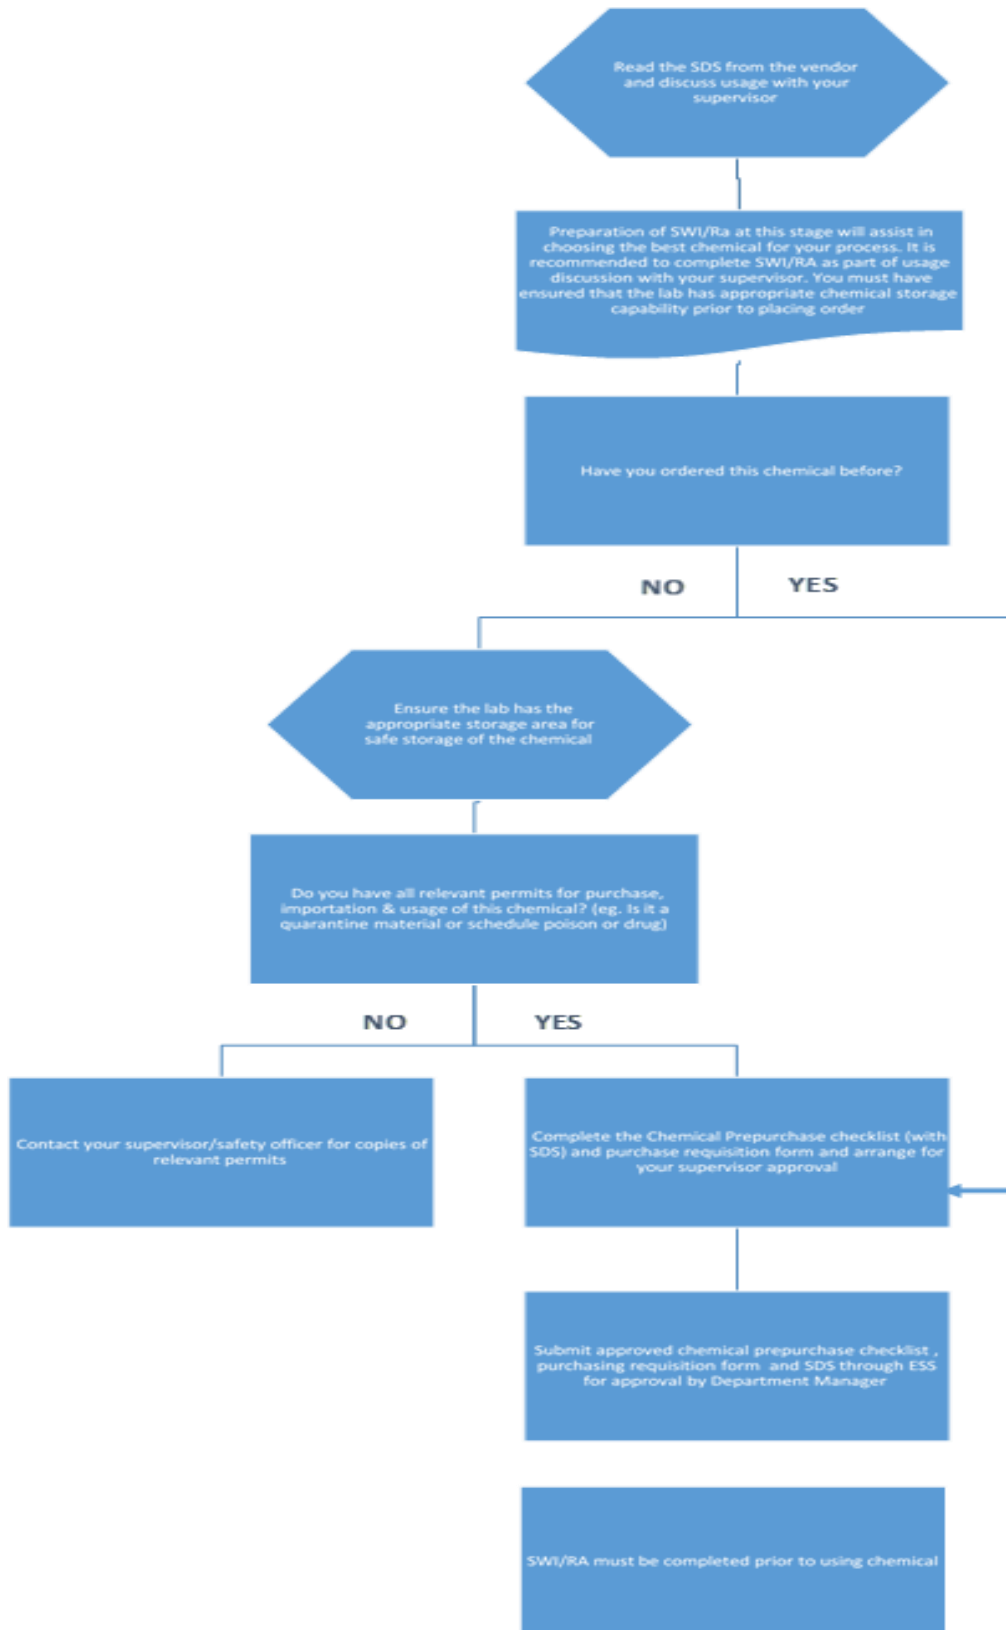 Read the SDS from the vendor
and discuss usage with your
supervisor
Preparation of SWI/Ra at this stage will assist in
choosing the best chemical for your process. It is
recommended to complete SWI/RA as part of usage
discussion with your supervisor. You must have
ensured that the lab has appropriate chemical storage
capability prior to placing order
Have you ordered this chemical before?
NO
YES
Ensure the lab has the
appropriate storage area for
safe storage of the chemical
Do you have all relevant permits for purchase,
importation & usage of this chemical? (eg. Is it a
quarantine material or schedule poison or drug)
NO
YES
Contact your supervisor/safety officer for copies of
relevant permits
Complete the Chemical Prepurchase checklist (with
SDS) and purchase requisition form and arrange for
your supervisor approval
Submit approved chemical prepurchase checklist ,
purchasing requisition form  and SDS through ESS
for approval by Department Manager
SWI/RA must be completed prior to using chemical